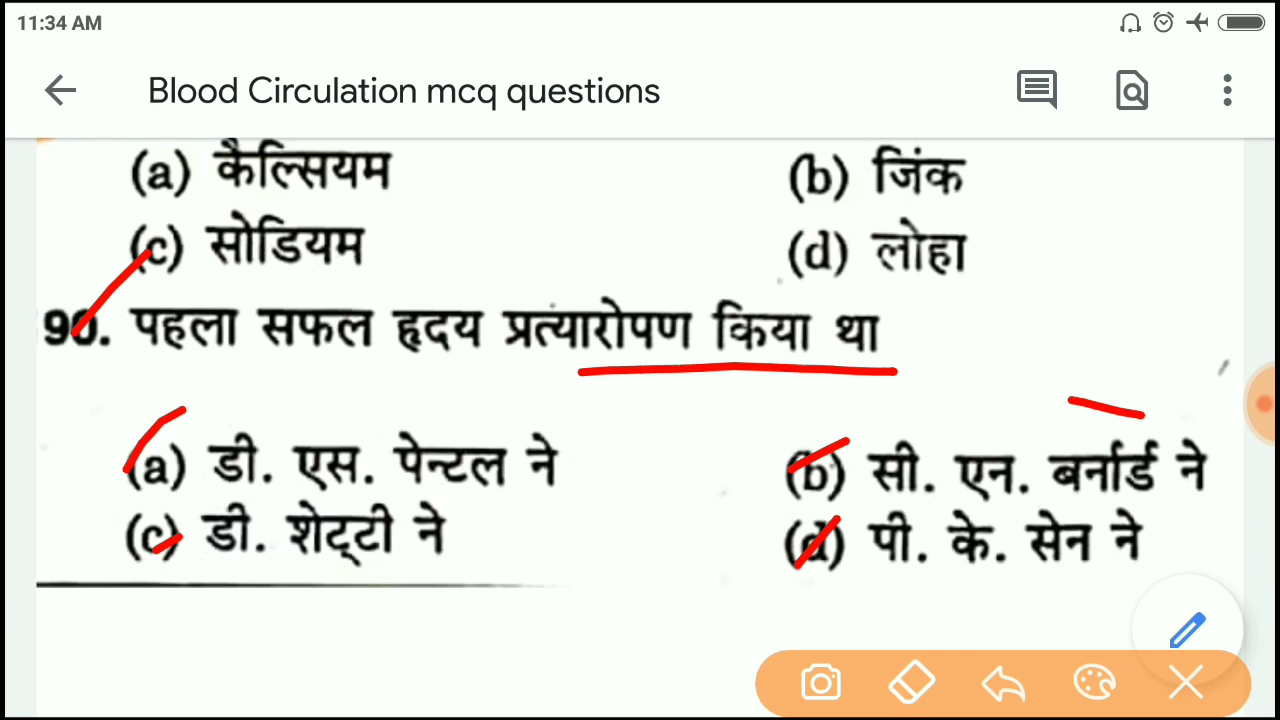 11:34 AM
Blood Circulation mcq questions
(a) कैल्सियम (b) जिंक
(c) सोडियम (d) लोहा
90. पहला सफल हृदय प्रत्यारोपण किया था
(a) डी. एस. पेन्टल ने (b) सी. एन. बर्नार्ड ने
(c) डी. शेट्टी ने (d) पी. के. सेन ने